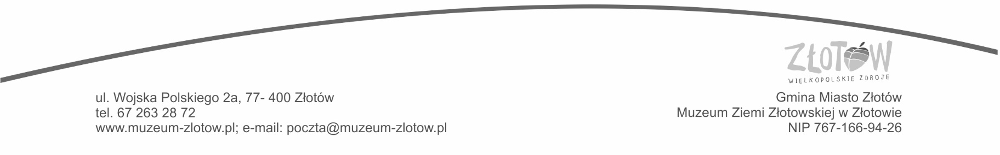 ZŁOTÓW
WIELKOPOLSKIE ZDROJE
ul. Wojska Polskiego 2a, 77- 400 Złotów
tel. 67 263 28 72
www.muzeum-zlotow.pl; e-mail: poczta@muzeum-zlotow.pl
Gmina Miasto Złotów
Muzeum Ziemi Złotowskiej w Złotowie
NIP 767-166-94-26